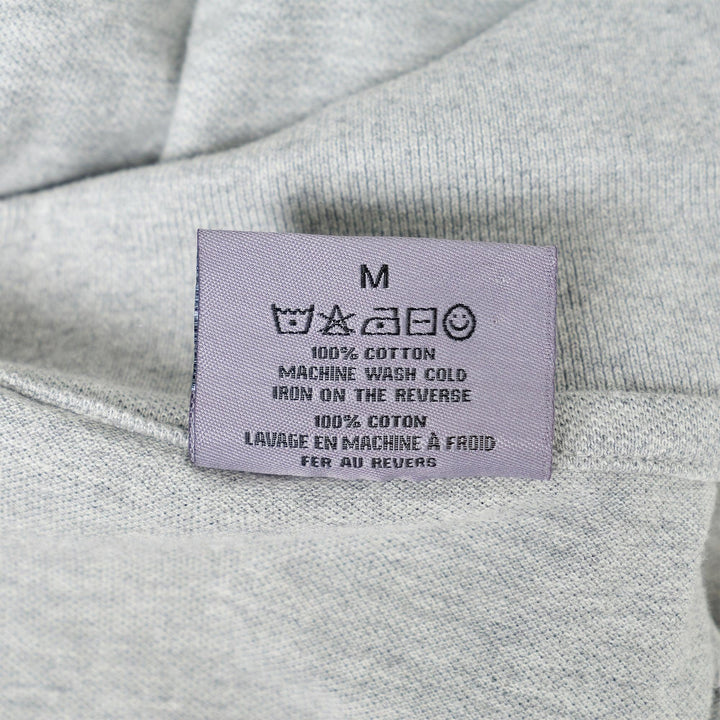 M
100% COTTON
MACHINE WASH COLD
IRON ON THE REVERSE
100% COTON
LAVAGE EN MACHINE À FROID
FER AU REVERS